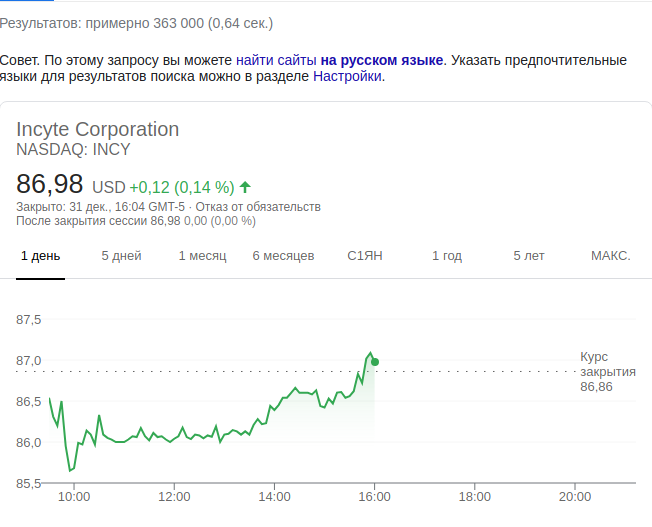 Результатов: примерно 363 000 (0,64 сек.)
Совет. По этому запросу вы можете найти сайты на русском языке. Указать предпочтительные
языки для результатов поиска можно в разделе Настройки.
Incyte Corporation
NASDAQ: INCY
86,98 USD +0,12 (0,14 %)
Закрыто: 31 дек., 16:04 GMT-5 · Отказ от обязательств
После закрытия сессии 86,98 0,00 (0,00 %)
1 день 5 дней 1 месяц 6 месяцев С1ЯН 1 год 5 лет МАКС.
87,5
87,0
86,5
86,0
85,5
Курс
закрытия
86,86
10:00 12:00 14:00 16:00 18:00 20:00